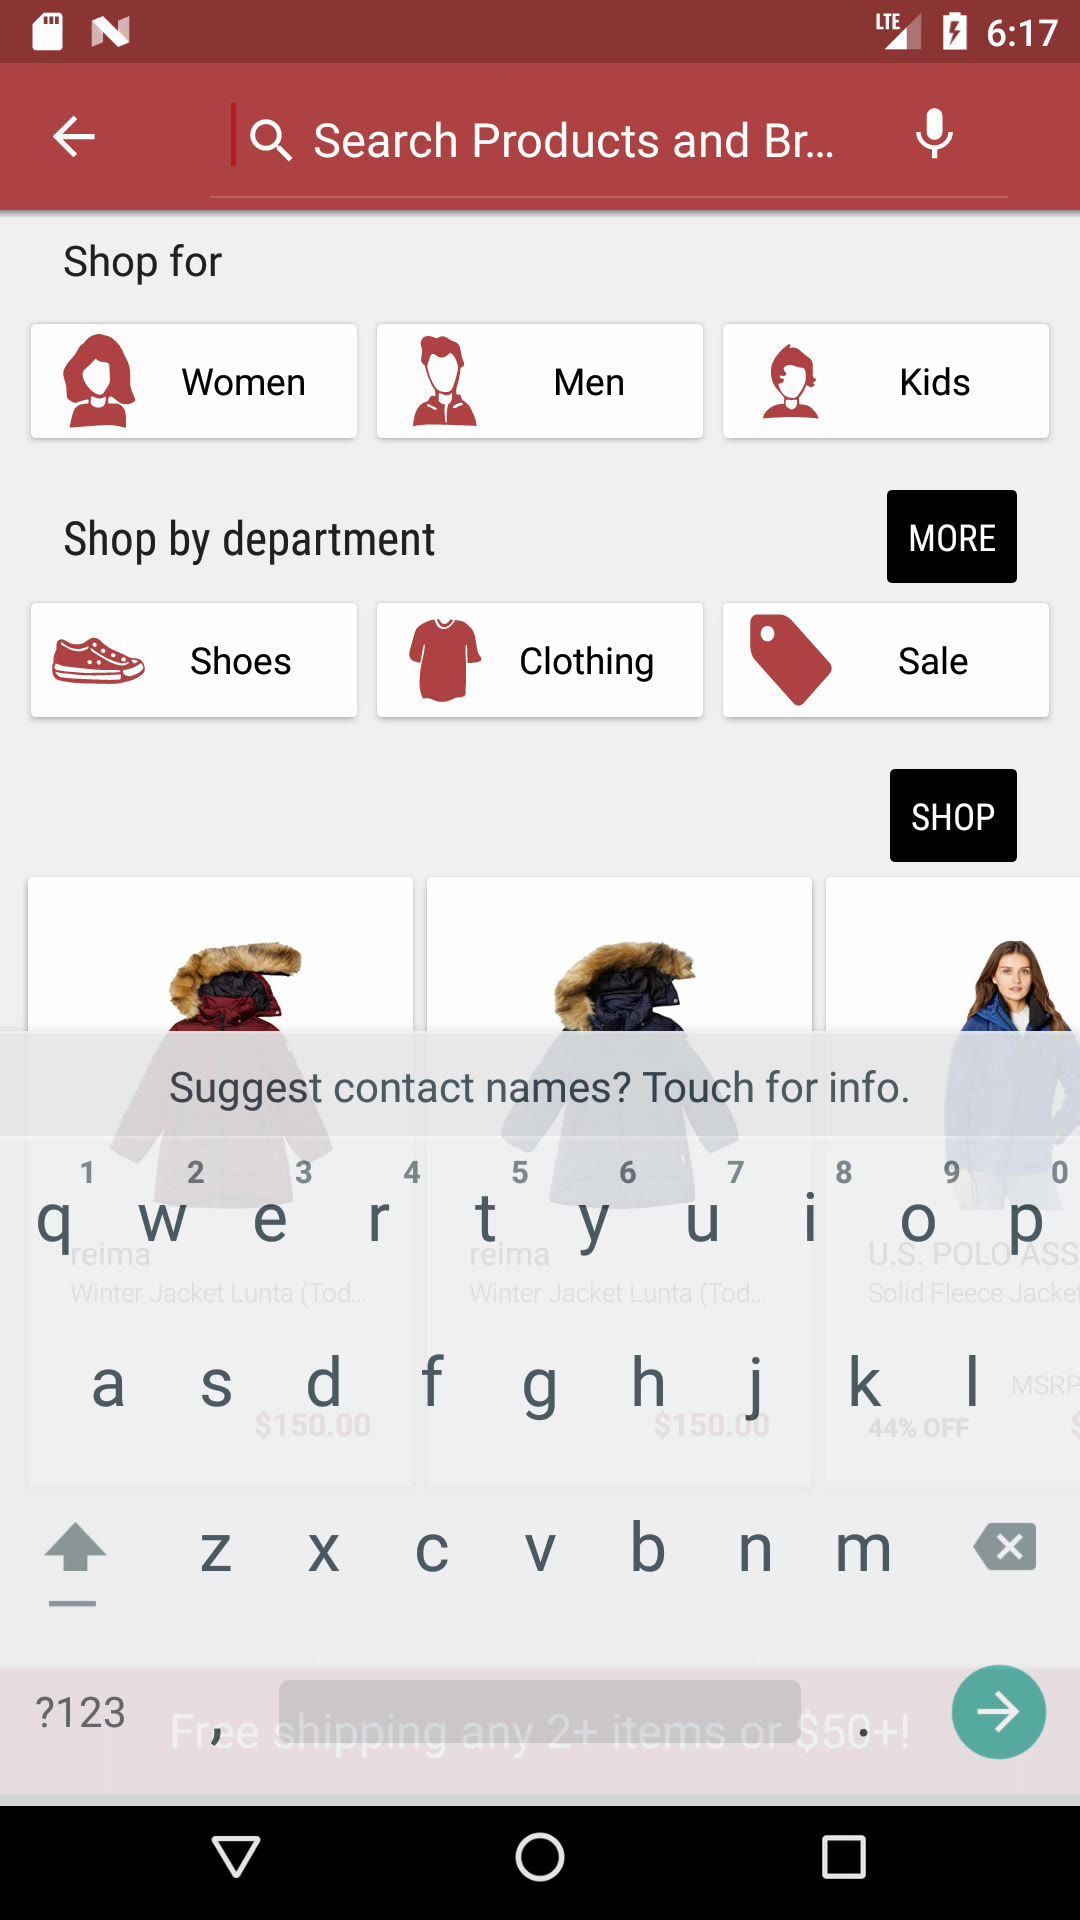 LTE 6:17
Search Products and Br...
Shop for
Women Men Kids
Shop by department MORE
Shoes Clothing Sale
SHOP
Suggest contact names? Touch for info.
1 2 3 4 5 6 7 8 9 0
q w e r t y u i o p
reima reima U.S. POLO ASS
Winter Jacket Lunta (Tod... Winter Jacket Lunta (Tod... Solid Fleece Jacke
a s d f g h j k l
MSRP
$150.00 $150.00 44% OFF
z x c v b n m
?123 , .
Free shipping any 2+ items or $50+!